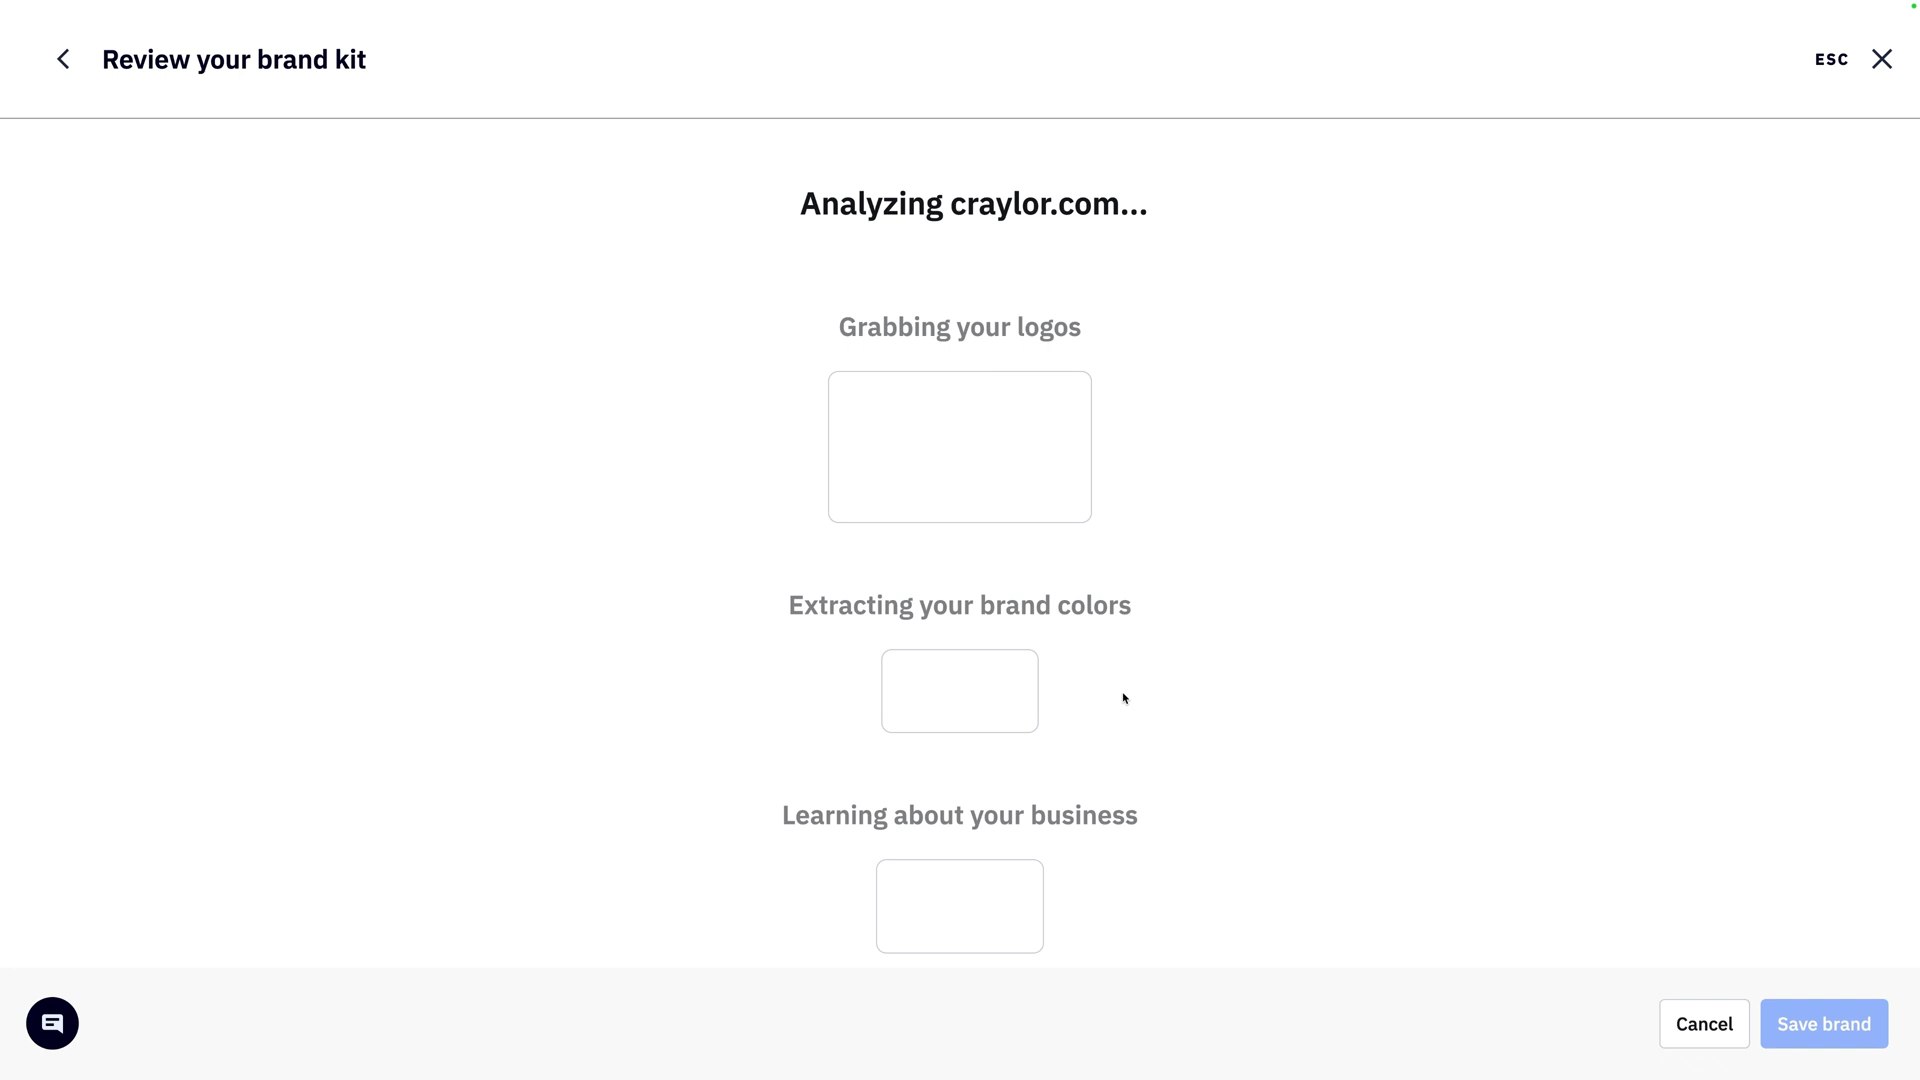 Review your brand kit
ESC
Analyzing craylor.com...
Grabbing your logos
Extracting your brand colors
Learning about your business
Cancel
Save brand